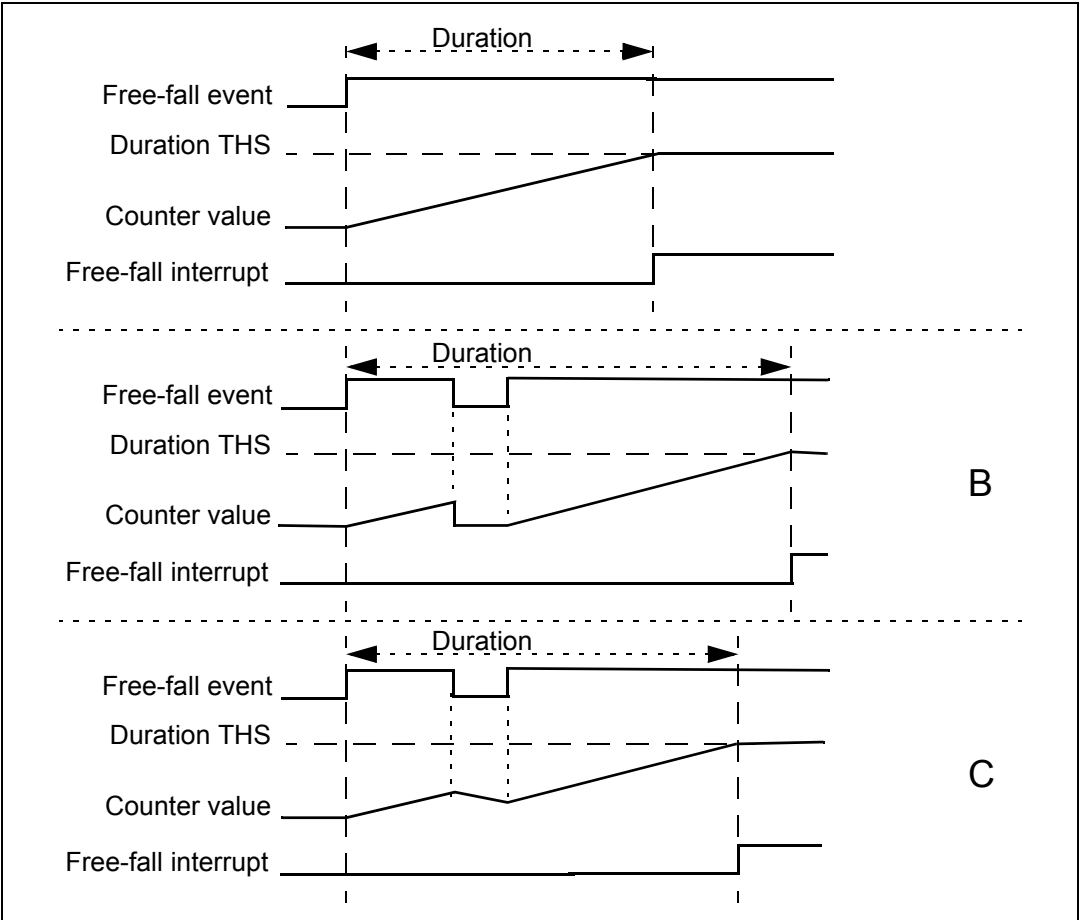 Duration
Free-fall event
Duration THS
Counter value
Free-fall interrupt
Duration
Free-fall event
Duration THS
B
Counter value
Free-fall interrupt
Duration
Free-fall event
Duration THS
C
Counter value
Free-fall interrupt